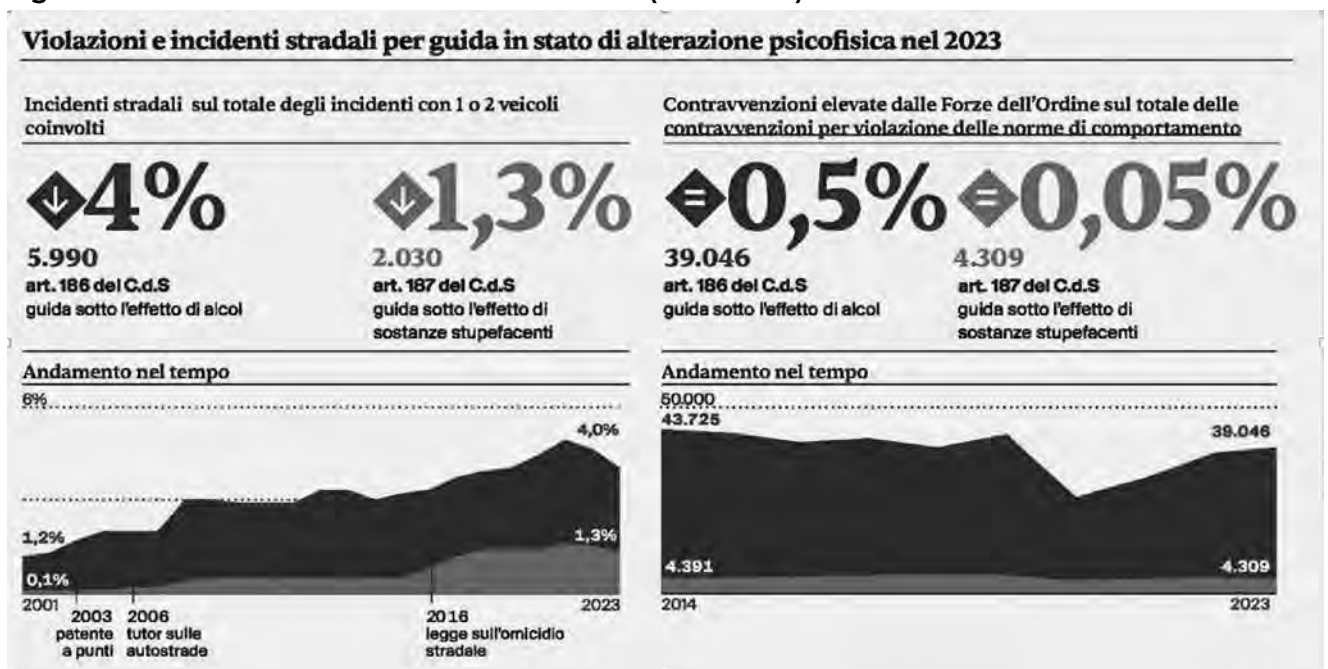 Violazioni e incidenti stradali per guida in stato di alterazione psicofisica nel 2023
Incidenti stradali sul totale degli incidenti con 1 o 2 veicoli
coinvolti
4%
5.990
art. 186 del C.d.S
guida sotto l'effetto di alcol
1,3%
2.030
art. 187 del C.d.S
guida sotto l'effetto di
sostanze stupefacenti
Andamento nel tempo
6%
4,0%
1,2%
1,3%
0,1%
2001
2023
2003
patente
a punti
2006
tutor sulle
autostrade
2016
legge sull'omicidio
stradale
Contravvenzioni elevate dalle Forze dell'Ordine sul totale delle
contravvenzioni per violazione delle norme di comportamento
=0,5%
39.046
art. 186 del C.d.S
guida sotto l'effetto di alcol
=0,05%
4.309
art. 187 del C.d.S
guida sotto l'effetto di
sostanze stupefacenti
Andamento nel tempo
50.000
43.725
39.046
4.391
4.309
2014
2023